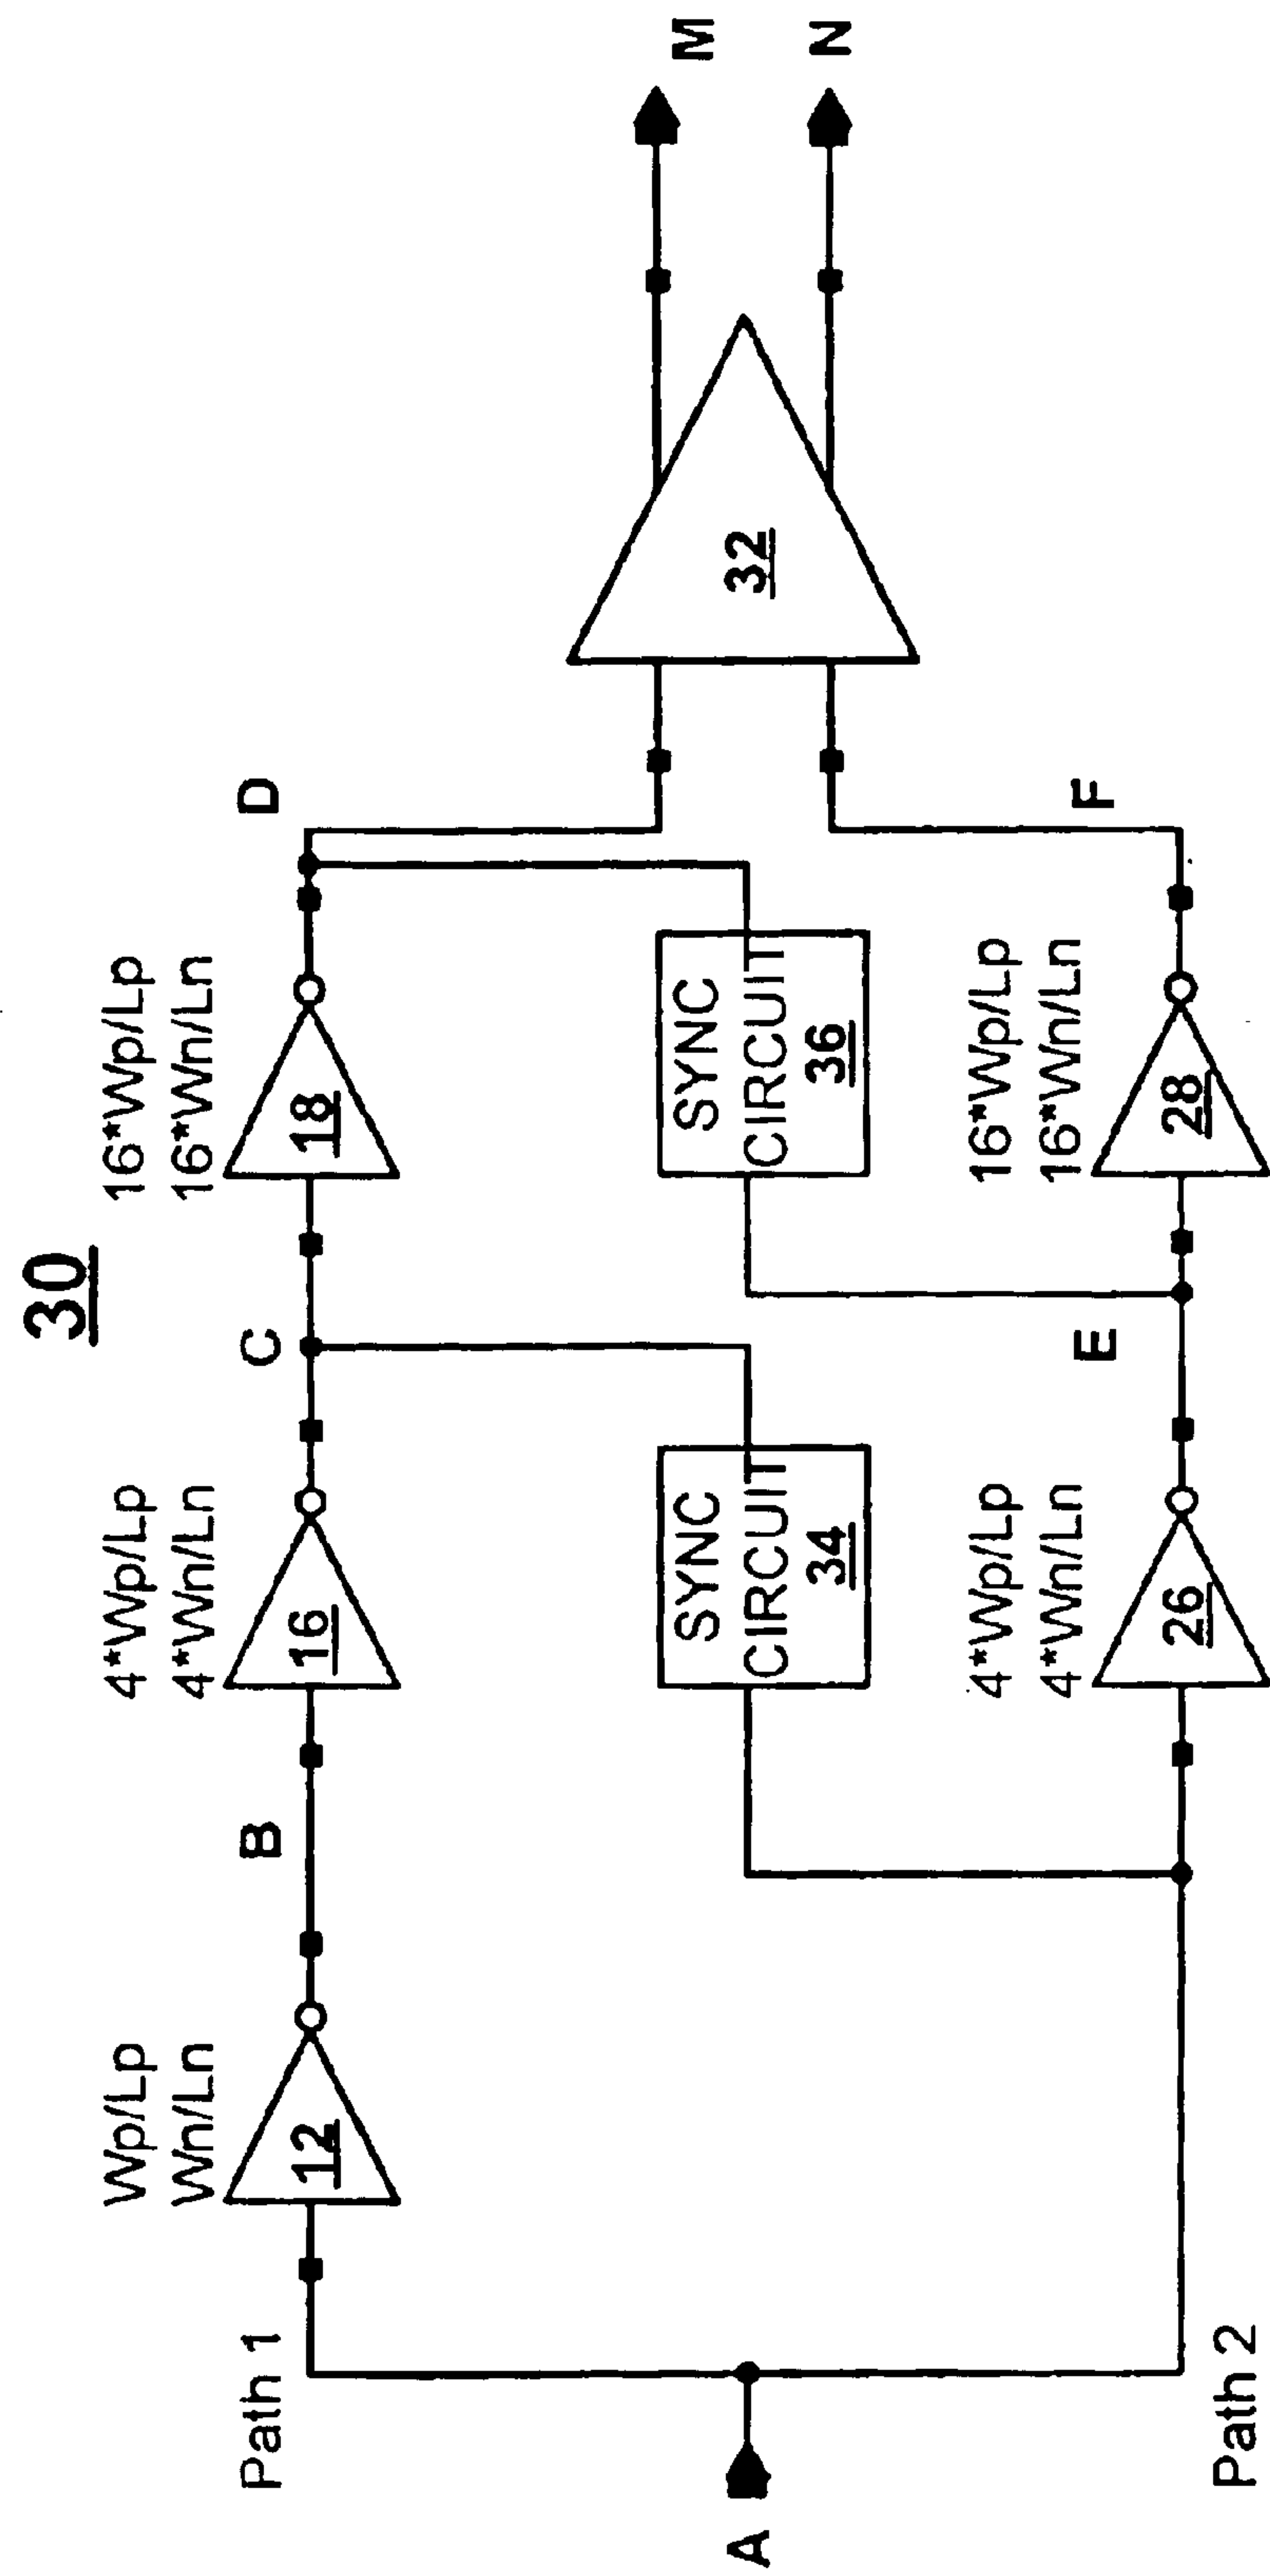 30
Path 1
Wp/Lp
Wn/Ln
12
B
4*Wp/Lp
4*Wn/Ln
16
C
16*Wp/Lp
16*Wn/Ln
18
D
A
SYNC
CIRCUIT
34
SYNC
CIRCUIT
36
32
M
N
Path 2
4*Wp/Lp
4*Wn/Ln
26
E
16*Wp/Lp
16*Wn/Ln
28
F